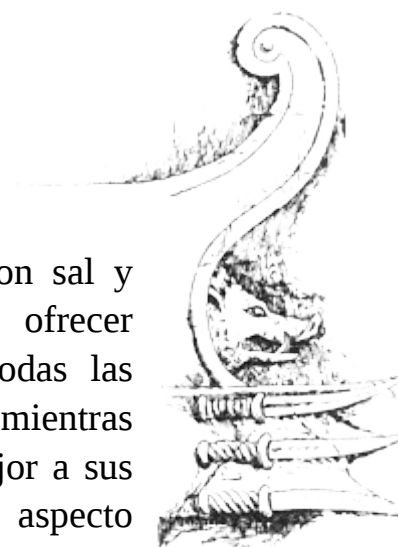 on sal y
ofrecer
odas las
mientras
jor a sus
aspecto